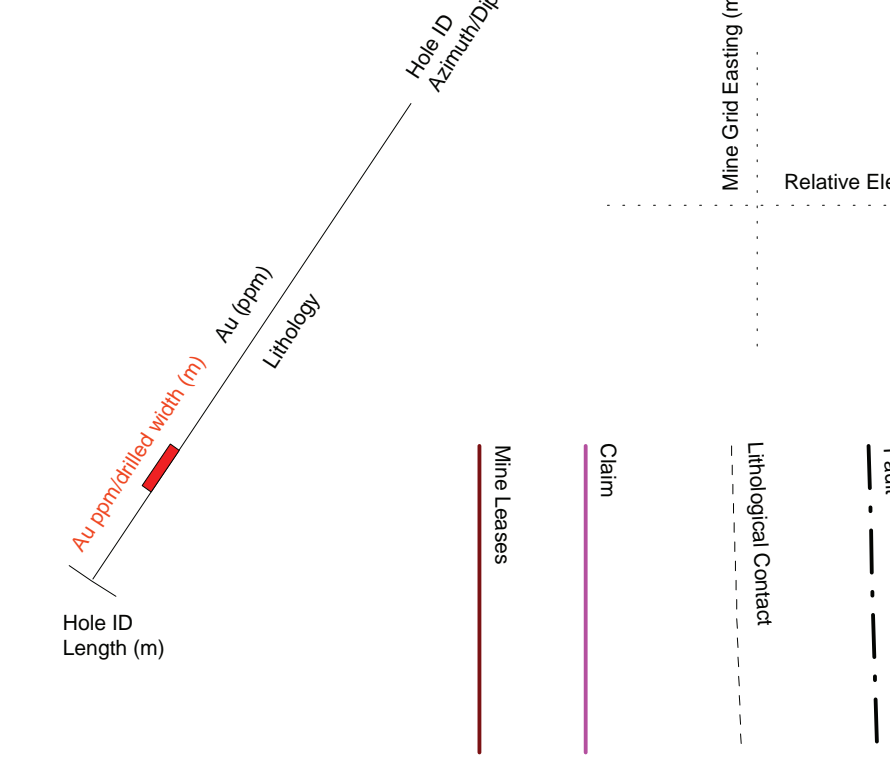 Hole ID
Azimuth/Dip
Mine Grid Easting (m
Relative Ele
Au (ppm)
Lithology
Au ppm/drilled width (m)
Hole ID
Length (m)
Mine Leases
Claim
Lithological Contact